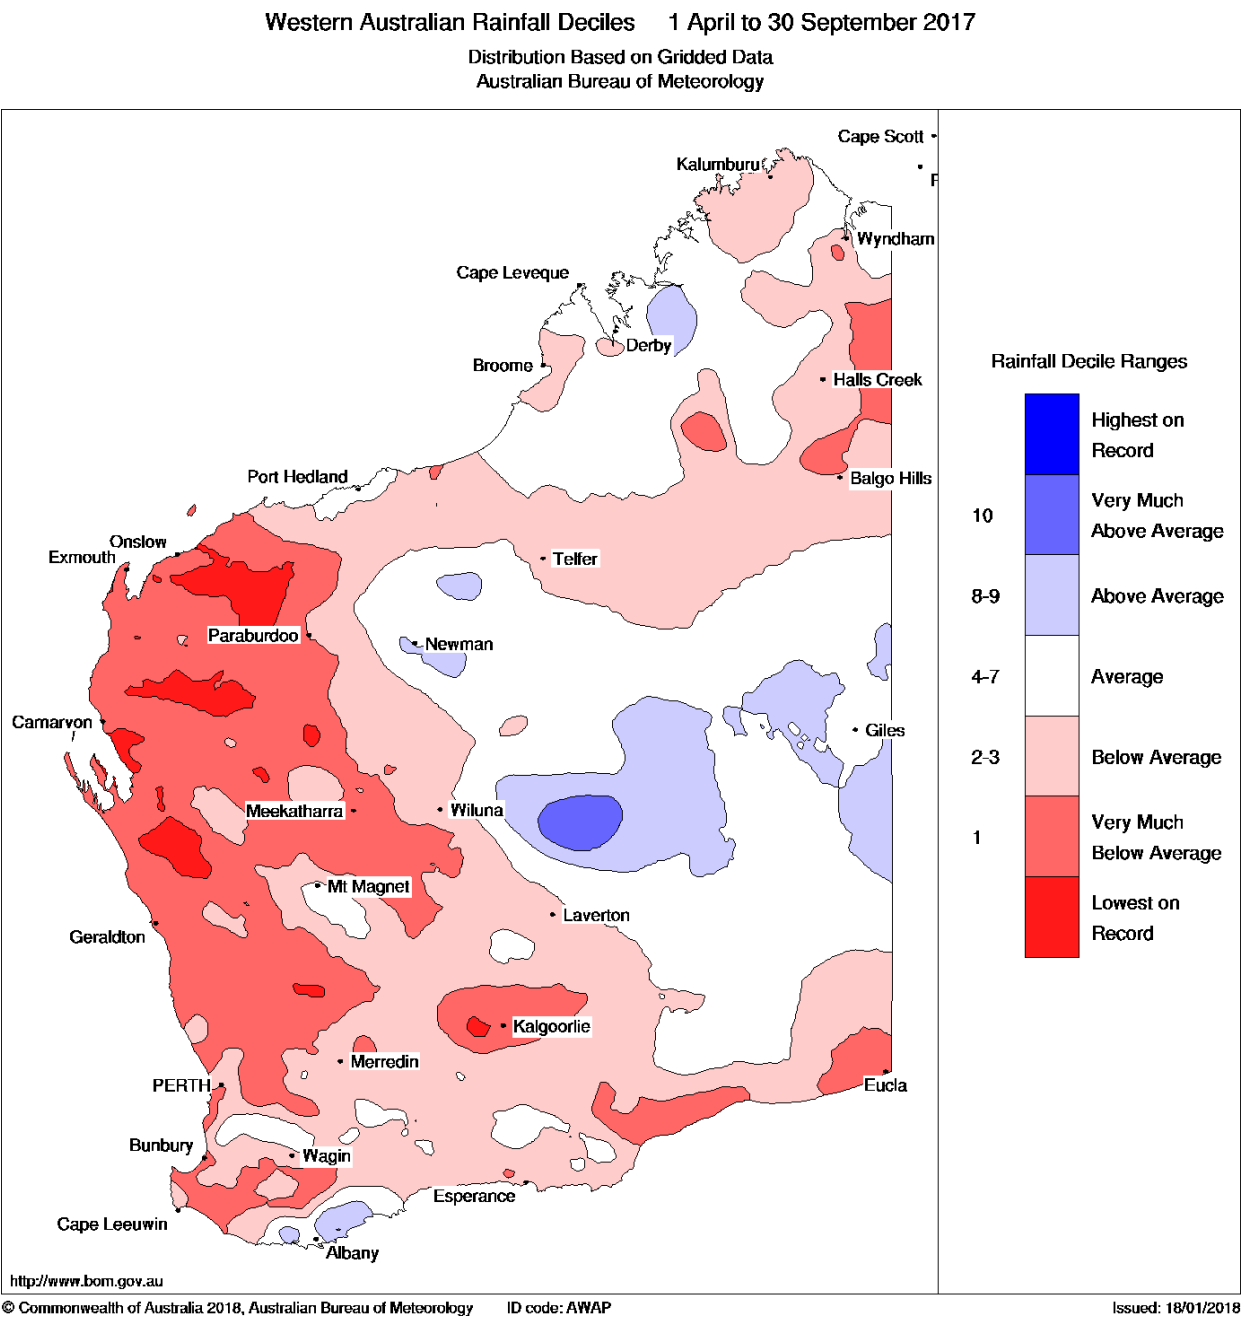 Western Australian Rainfall Deciles 1 April to 30 September 2017
Distribution Based on Gridded Data
Australian Bureau of Meteorology
Cape Scott
F
Kalumburu
Wyndham
Cape Leveque
Derby
Broome
Halls Creek
Port Hedland
Balgo Hills
Onslow
Exmouth
Telfer
Paraburdoo
Newman
Carnarvon
Giles
Meekatharra
Wiluna
Mt Magnet
Laverton
Geraldton
Kalgoorlie
Merredin
PERTH
Eucla
Bunbury
Wagin
Esperance
Cape Leeuwin
Albany
Rainfall Decile Ranges
Highest on
Record
10
Very Much
Above Average
8-9
Above Average
4-7
Average
2-3
Below Average
1
Very Much
Below Average
Lowest on
Record
http://www.bom.gov.au
© Commonwealth of Australia 2018, Australian Bureau of Meteorology ID code: AWAP Issued: 18/01/2018